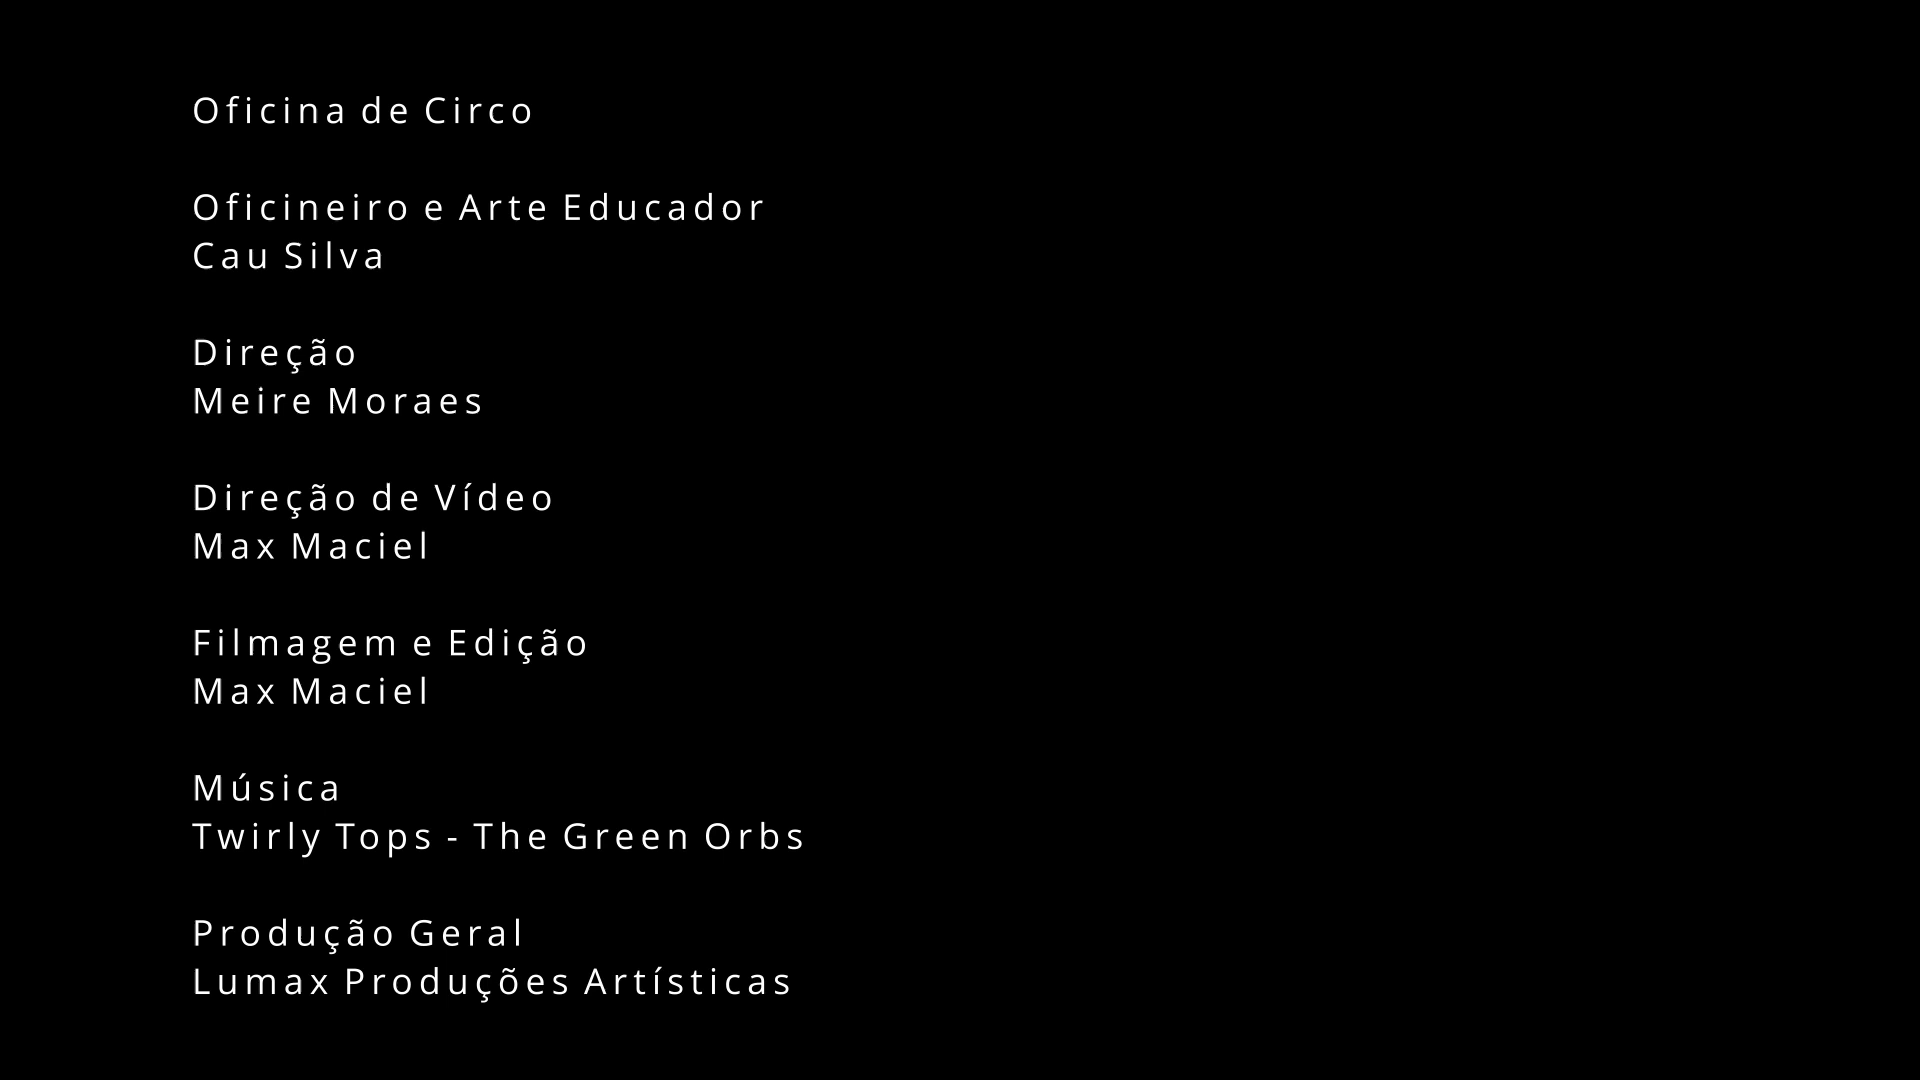 Oficina de Circo
Oficineiro e Arte Educador
Cau Silva
Direção
Meire Moraes
Direção de Vídeo
Max Maciel
Filmagem e Edição
Max Maciel
Música
Twirly Tops - The Green Orbs
Produção Geral
Lumax Produções Artísticas